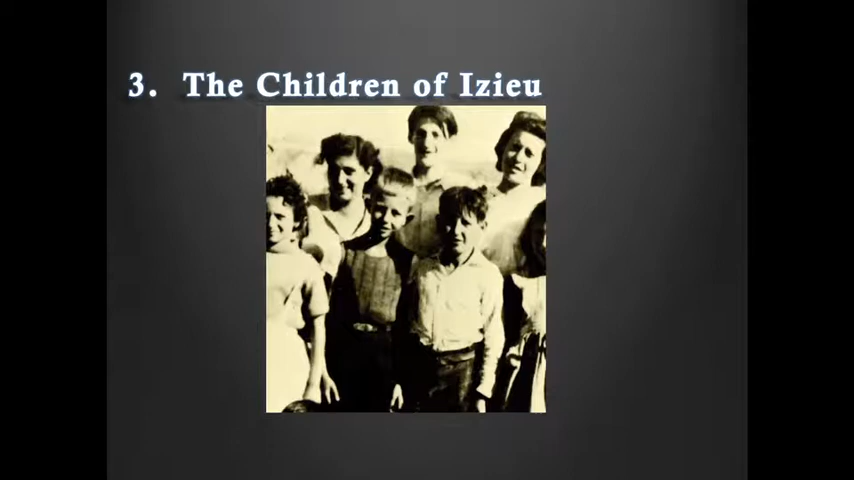 3. The Children of Izieu